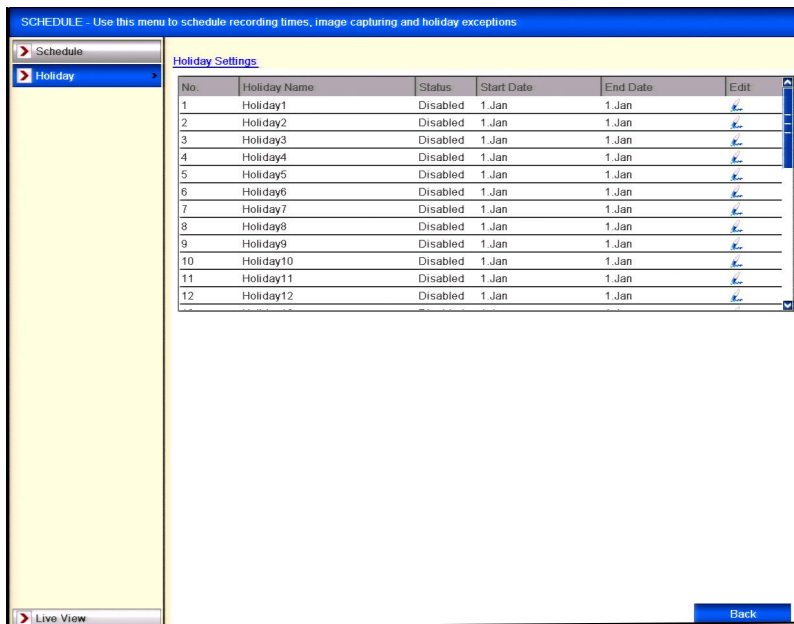 SCHEDULE - Use this menu to schedule recording times, image capturing and holiday exceptions
Schedule
Holiday
Holiday Settings
No. Holiday Name Status Start Date End Date Edit
1 Holiday1 Disabled 1.Jan 1.Jan
2 Holiday2 Disabled 1.Jan 1.Jan
3 Holiday3 Disabled 1.Jan 1.Jan
4 Holiday4 Disabled 1.Jan 1.Jan
5 Holiday5 Disabled 1.Jan 1.Jan
6 Holiday6 Disabled 1.Jan 1.Jan
7 Holiday7 Disabled 1.Jan 1.Jan
8 Holiday8 Disabled 1.Jan 1.Jan
9 Holiday9 Disabled 1.Jan 1.Jan
10 Holiday10 Disabled 1.Jan 1.Jan
11 Holiday11 Disabled 1.Jan 1.Jan
12 Holiday12 Disabled 1.Jan 1.Jan
Live View
Back